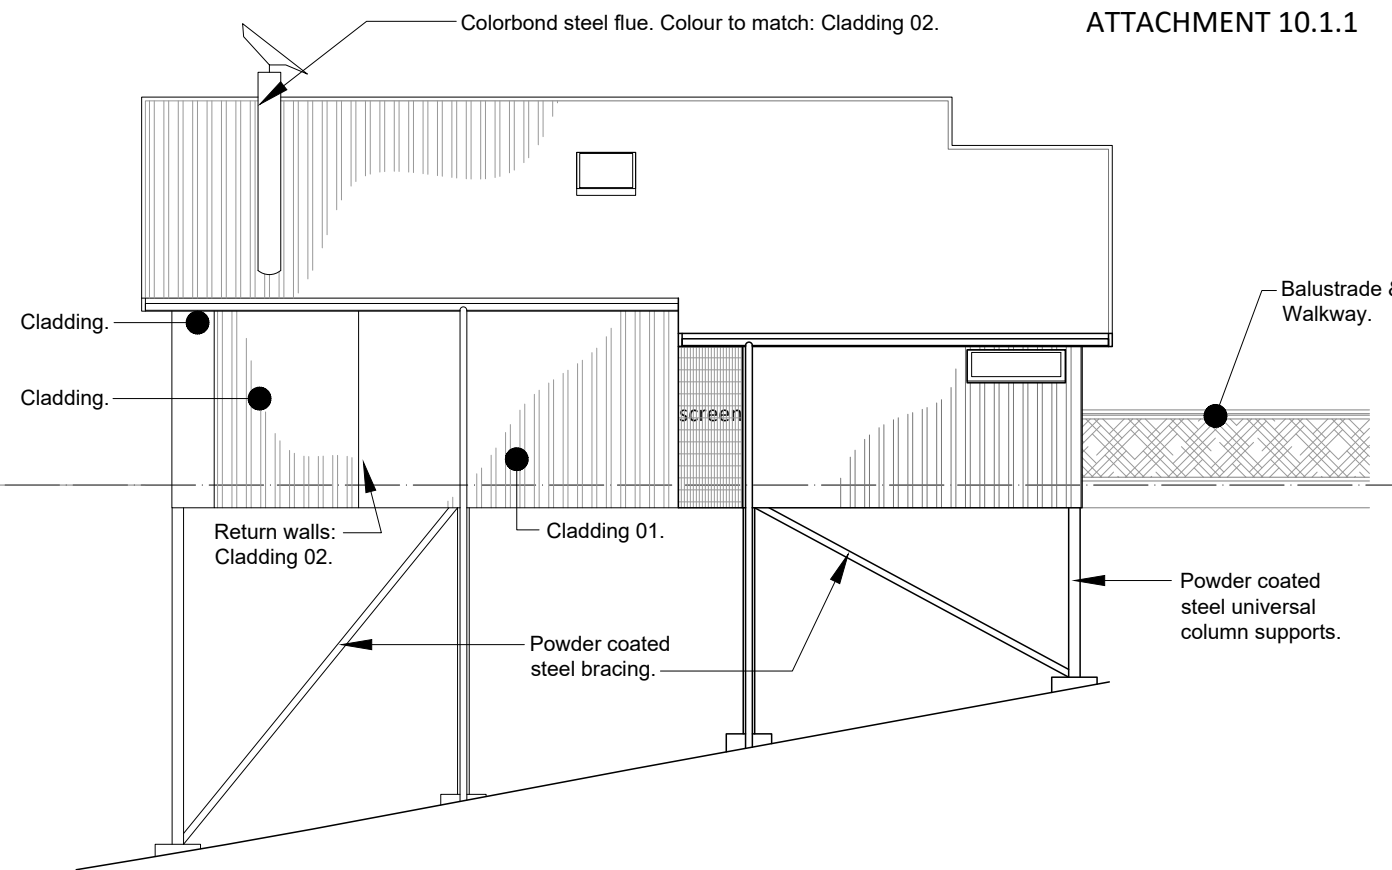 Colorbond steel flue. Colour to match: Cladding 02.
ATTACHMENT 10.1.1
Balustrade &
Walkway.
Cladding.
Cladding.
screen
Return walls:
Cladding 02.
Cladding 01.
Powder coated
steel universal
column supports.
Powder coated
steel bracing.